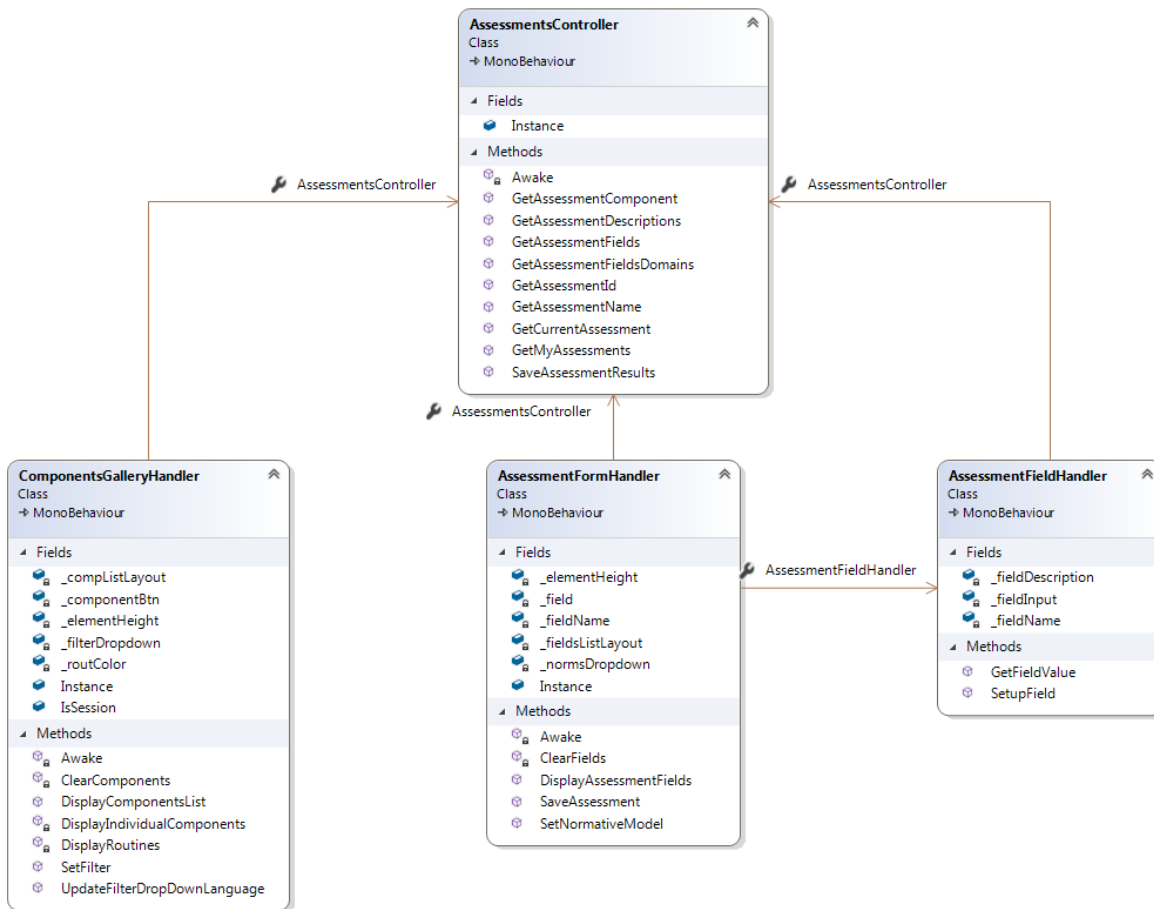 AssessmentsController
Class
MonoBehaviour
Fields
Instance
Methods
Awake
GetAssessmentComponent
GetAssessmentDescriptions
GetAssessmentFields
GetAssessmentFieldsDomains
GetAssessmentId
GetAssessmentName
GetCurrentAssessment
GetMyAssessments
SaveAssessmentResults
AssessmentsController
AssessmentsController
AssessmentsController
ComponentsGalleryHandler
Class
MonoBehaviour
Fields
_compListLayout
_componentBtn
_elementHeight
_filterDropdown
_routColor
Instance
IsSession
Methods
Awake
ClearComponents
DisplayComponentsList
DisplayIndividualComponents
DisplayRoutines
SetFilter
UpdateFilterDropDownLanguage
AssessmentFormHandler
Class
MonoBehaviour
Fields
_elementHeight
_field
_fieldName
_fieldsListLayout
_normsDropdown
Instance
Methods
Awake
ClearFields
DisplayAssessmentFields
SaveAssessment
SetNormativeModel
AssessmentFieldHandler
AssessmentFieldHandler
Class
MonoBehaviour
Fields
_fieldDescription
_fieldInput
_fieldName
Methods
GetFieldValue
SetupField